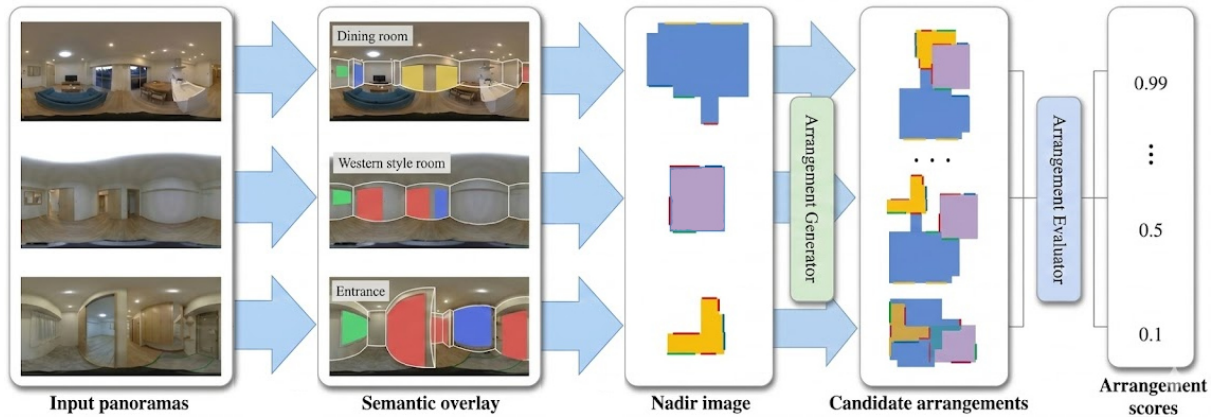 Dining room
Western style room
Entrance
Arrangement Generator
. . .
Arrangement Evaluator
0.99
...
0.5
0.1
Input panoramas
Semantic overlay
Nadir image
Candidate arrangements
Arrangement
scores